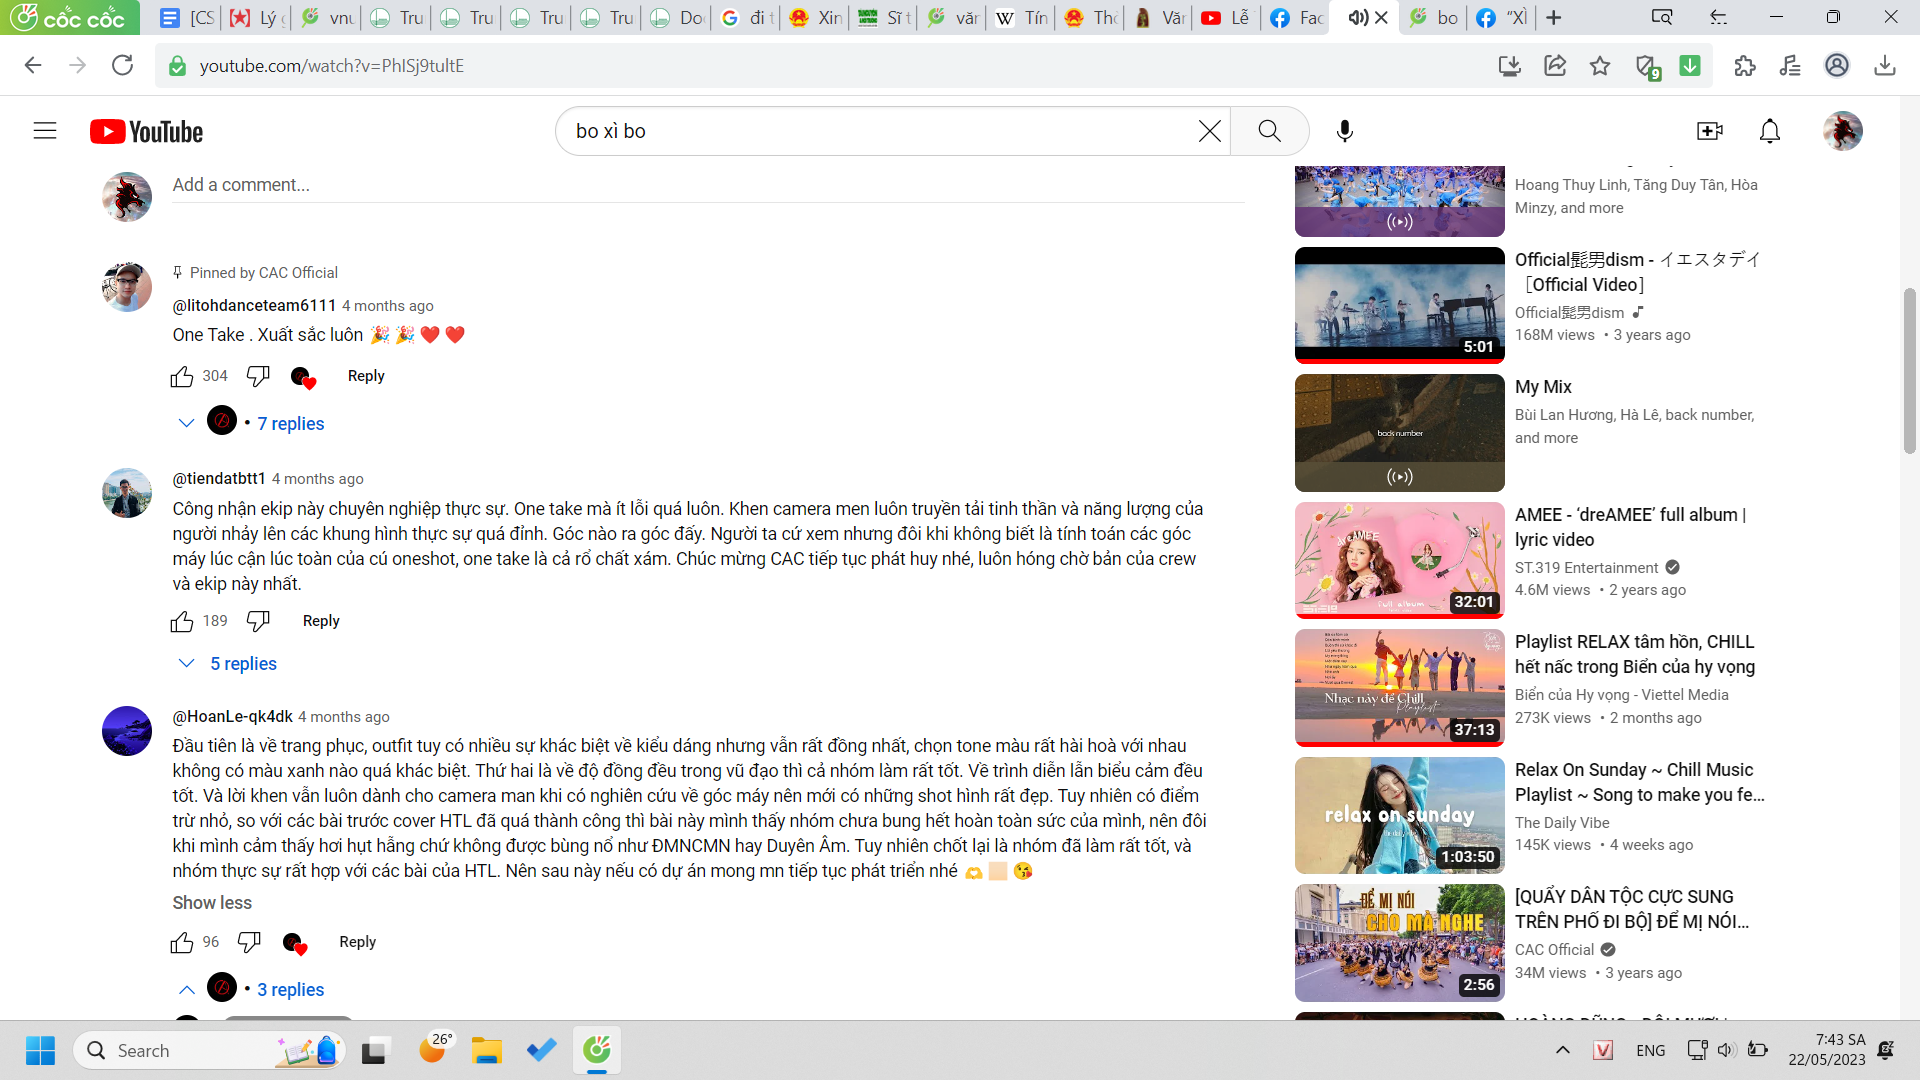 cốc cốc
[CS
Lý g
vnu
Tru
Tru
Tru
Tru
Doc
đi t
Xin
Sĩ t
văn
Tín
Thô
Văn
Lễ
Fac
bo
"XÌ
youtube.com/watch?v=PhISj9tuItE
9
YouTube
bo xì bo
Add a comment...
Pinned by CAC Official
@litohdanceteam6111 4 months ago
One Take . Xuất sắc luôn 🎉 🎉 ❤️ ❤️
304 Reply
• 7 replies
@tiendatbtt1 4 months ago
Công nhận ekip này chuyên nghiệp thực sự. One take mà ít lỗi quá luôn. Khen camera men luôn truyền tải tinh thần và năng lượng của
người nhảy lên các khung hình thực sự quá đỉnh. Góc nào ra góc đấy. Người ta cứ xem nhưng đôi khi không biết là tính toán các góc
máy lúc cận lúc toàn của cú oneshot, one take là cả rổ chất xám. Chúc mừng CAC tiếp tục phát huy nhé, luôn hóng chờ bản của crew
và ekip này nhất.
189 Reply
5 replies
@HoanLe-qk4dk 4 months ago
Đầu tiên là về trang phục, outfit tuy có nhiều sự khác biệt về kiểu dáng nhưng vẫn rất đồng nhất, chọn tone màu rất hài hoà với nhau
không có màu xanh nào quá khác biệt. Thứ hai là về độ đồng đều trong vũ đạo thì cả nhóm làm rất tốt. Về trình diễn lẫn biểu cảm đều
tốt. Và lời khen vẫn luôn dành cho camera man khi có nghiên cứu về góc máy nên mới có những shot hình rất đẹp. Tuy nhiên có điểm
trừ nhỏ, so với các bài trước cover HTL đã quá thành công thì bài này mình thấy nhóm chưa bung hết hoàn toàn sức của mình, nên đôi
khi mình cảm thấy hơi hụt hẫng chứ không được bùng nổ như ĐMNCMN hay Duyên Âm. Tuy nhiên chốt lại là nhóm đã làm rất tốt, và
nhóm thực sự rất hợp với các bài của HTL. Nên sau này nếu có dự án mong mn tiếp tục phát triển nhé 🫶🏻 😘
Show less
96 Reply
• 3 replies
Hoang Thuy Linh, Tăng Duy Tân, Hòa
Minzy, and more
5:01
Official髭男dism - イエスタデイ
［Official Video］
Official髭男dism
168M views • 3 years ago
back number
My Mix
Bùi Lan Hương, Hà Lê, back number,
and more
dreAMEE
full album
32:01
AMEE - ‘dreAMEE’ full album |
lyric video
ST.319 Entertainment
4.6M views • 2 years ago
Nhạc này để Chill
Playlist
37:13
Playlist RELAX tâm hồn, CHILL
hết nấc trong Biển của hy vọng
Biển của Hy vọng - Viettel Media
273K views • 2 months ago
relax on sunday
the daily vibe
1:03:50
Relax On Sunday ~ Chill Music
Playlist ~ Song to make you fe...
The Daily Vibe
145K views • 4 weeks ago
ĐỂ MỊ NÓI
CHO MÀ NGHE
2:56
[QUẨY DÂN TỘC CỰC SUNG
TRÊN PHỐ ĐI BỘ] ĐỂ MỊ NÓI...
CAC Official
34M views • 3 years ago
Search
26°
V
ENG
7:43 SA
22/05/2023